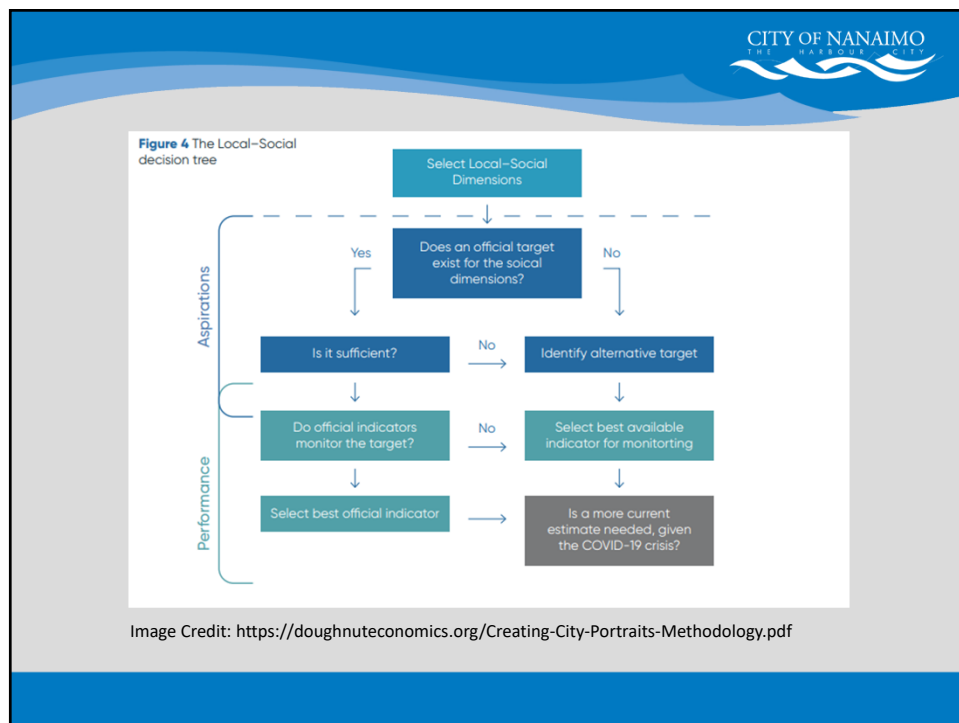 CITY OF NANAIMO
THE HARBOUR CITY
Figure 4 The Local–Social
decision tree
Select Local–Social
Dimensions
Does an official target
exist for the soical
dimensions?
Yes
No
Aspirations
Is it sufficient?
No
Identify alternative target
Do official indicators
monitor the target?
No
Select best available
indicator for monitorting
Performance
Select best official indicator
Is a more current
estimate needed, given
the COVID-19 crisis?
Image Credit: https://doughnuteconomics.org/Creating-City-Portraits-Methodology.pdf